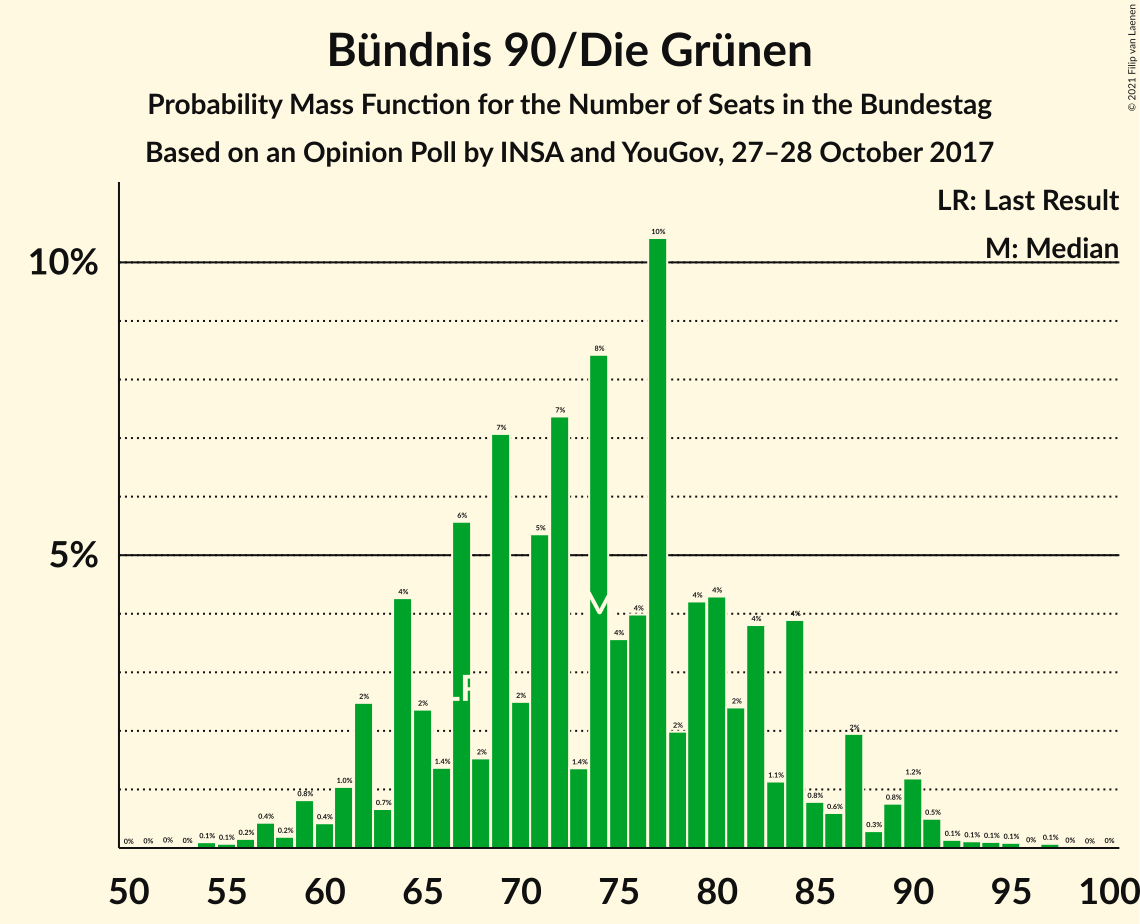 Bündnis 90/Die Grünen
Probability Mass Function for the Number of Seats in the Bundestag
Based on an Opinion Poll by INSA and YouGov, 27–28 October 2017
© 2021 Filip van Laenen
LR: Last Result
M: Median
10%
5%
0% 0% 0% 0% 0.1% 0.1% 0.2% 0.4% 0.2% 0.8% 0.4% 1.0% 2% 0.7% 4% 2% 1.4% 6% 2% 7% 2% 5% 7% 1.4% 8% 4% 4% 10% 2% 4% 4% 2% 4% 1.1% 4% 0.8% 0.6% 2% 0.3% 0.8% 1.2% 0.5% 0.1% 0.1% 0.1% 0.1% 0% 0.1% 0% 0% 0%
LR
M
50 55 60 65 70 75 80 85 90 95 100